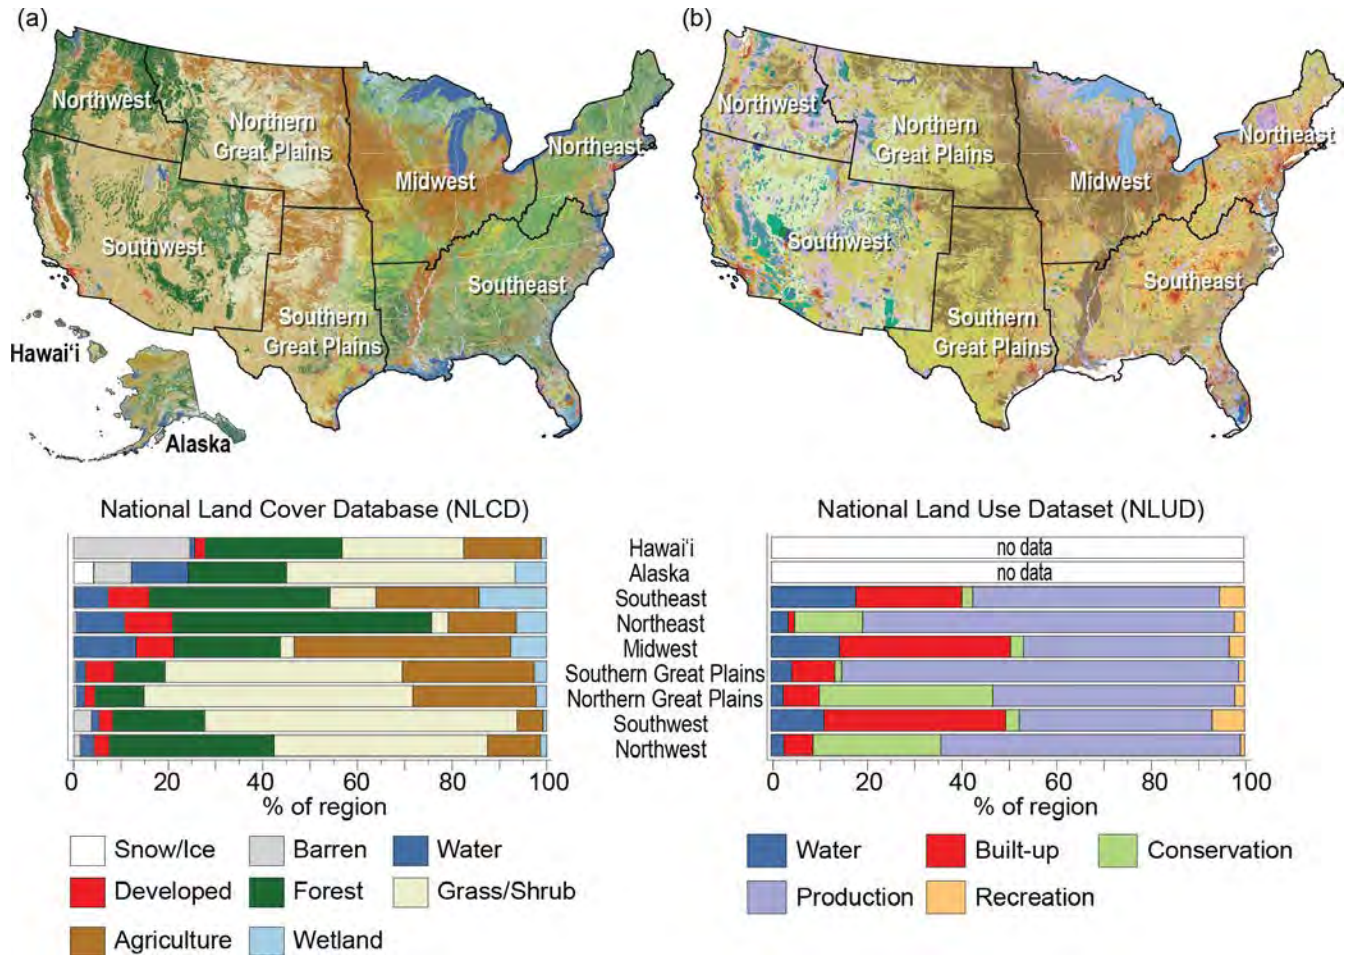 (a)
(b)
Northwest
Northern
Great Plains
Northeast
Midwest
Southwest
Southeast
Southern
Great Plains
Hawai‘i
Alaska
Northwest
Northern
Great Plains
Northeast
Midwest
Southwest
Southeast
Southern
Great Plains
National Land Cover Database (NLCD)
National Land Use Dataset (NLUD)
Hawai‘i
no data
Alaska
no data
Southeast
Northeast
Midwest
Southern Great Plains
Northern Great Plains
Southwest
Northwest
0 20 40 60 80 100
% of region
0 20 40 60 80 100
% of region
Snow/Ice Barren Water
Developed Forest Grass/Shrub
Agriculture Wetland
Water Built-up Conservation
Production Recreation